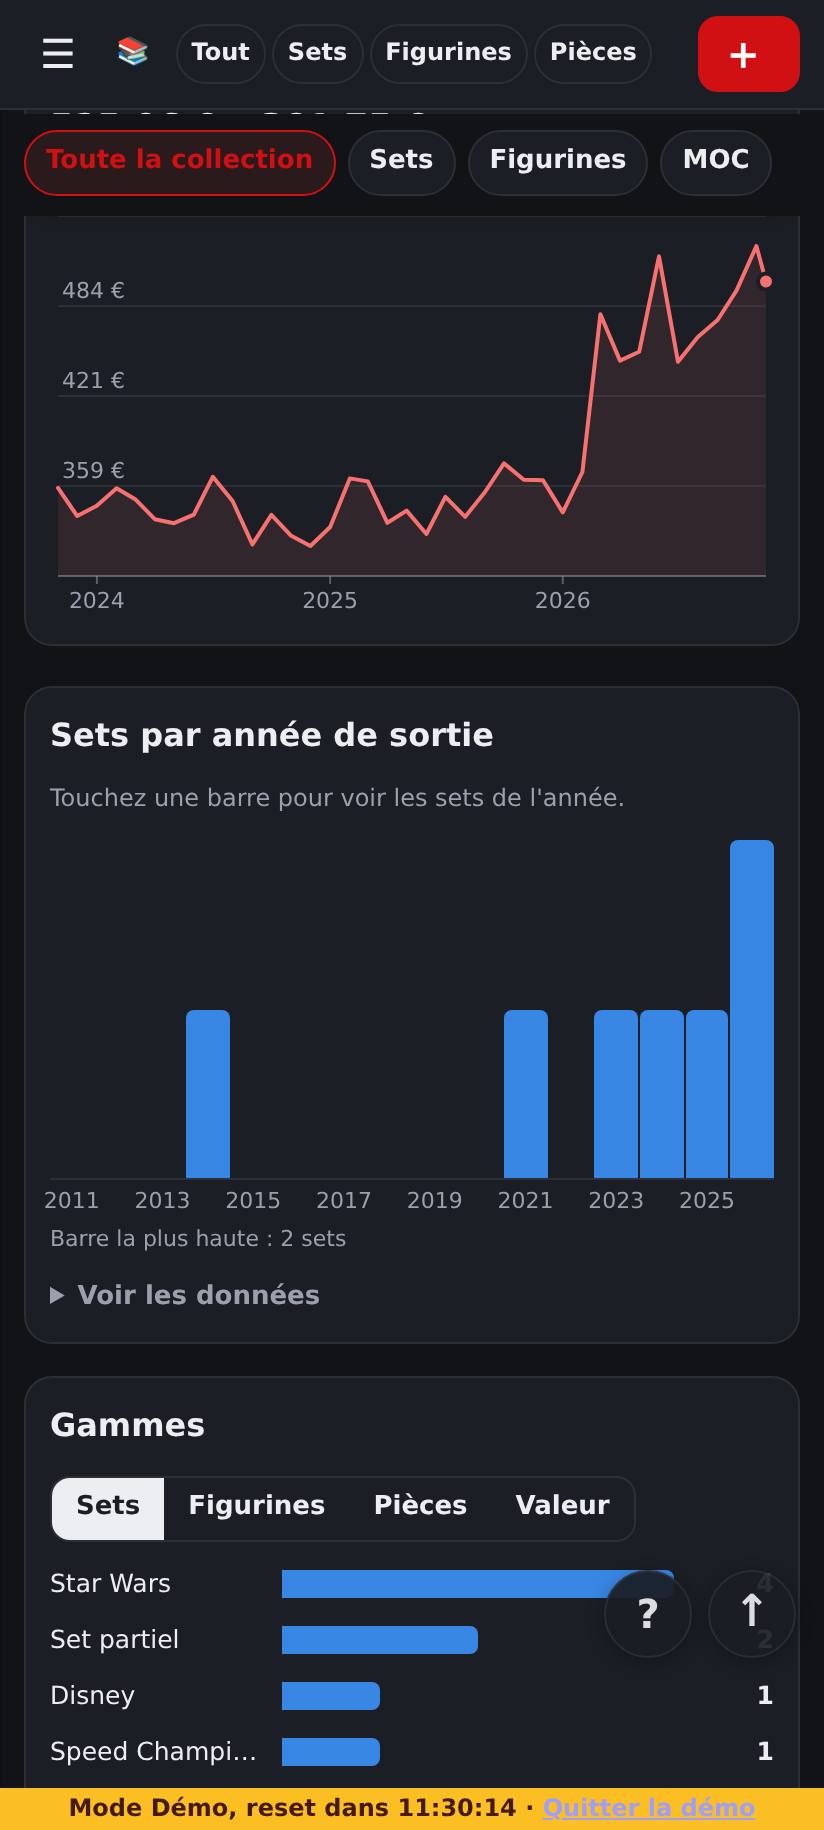 ☰ 📚 Tout Sets Figurines Pièces +
Toute la collection Sets Figurines MOC
484 €
421 €
359 €
2024 2025 2026
Sets par année de sortie
Touchez une barre pour voir les sets de l'année.
2011 2013 2015 2017 2019 2021 2023 2025
Barre la plus haute : 2 sets
▶ Voir les données
Gammes
Sets Figurines Pièces Valeur
Star Wars 4
? ↑
Set partiel 2
Disney 1
Speed Champi... 1
Mode Démo, reset dans 11:30:14 · Quitter la démo